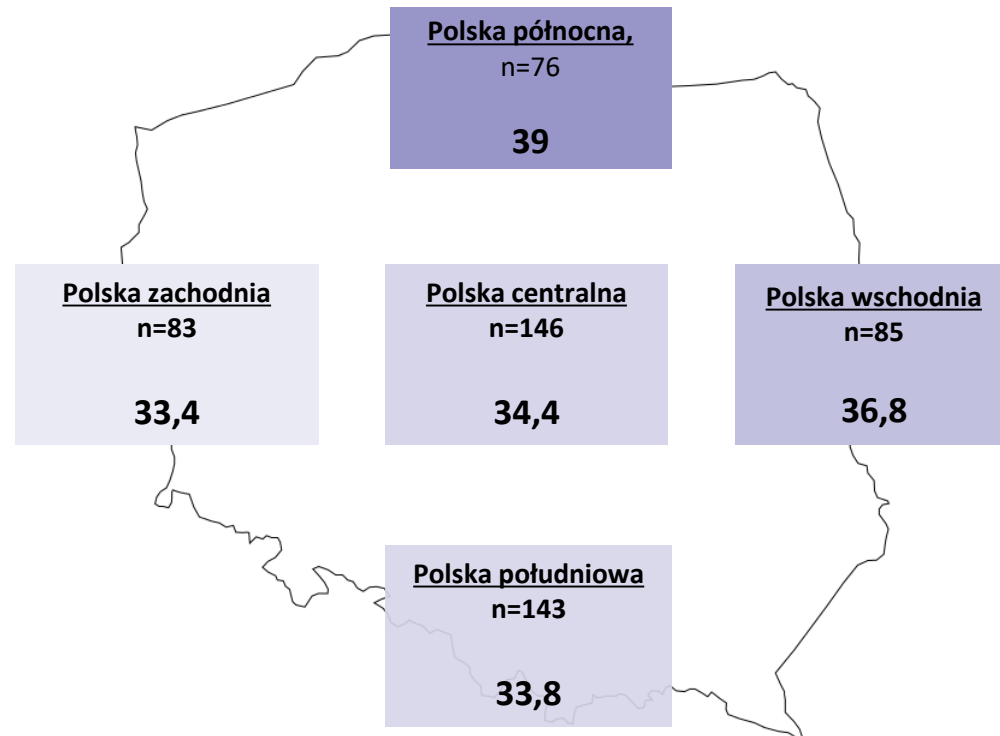 Polska północna,
n=76
39
Polska zachodnia
n=83
33,4
Polska centralna
n=146
34,4
Polska wschodnia
n=85
36,8
Polska południowa
n=143
33,8